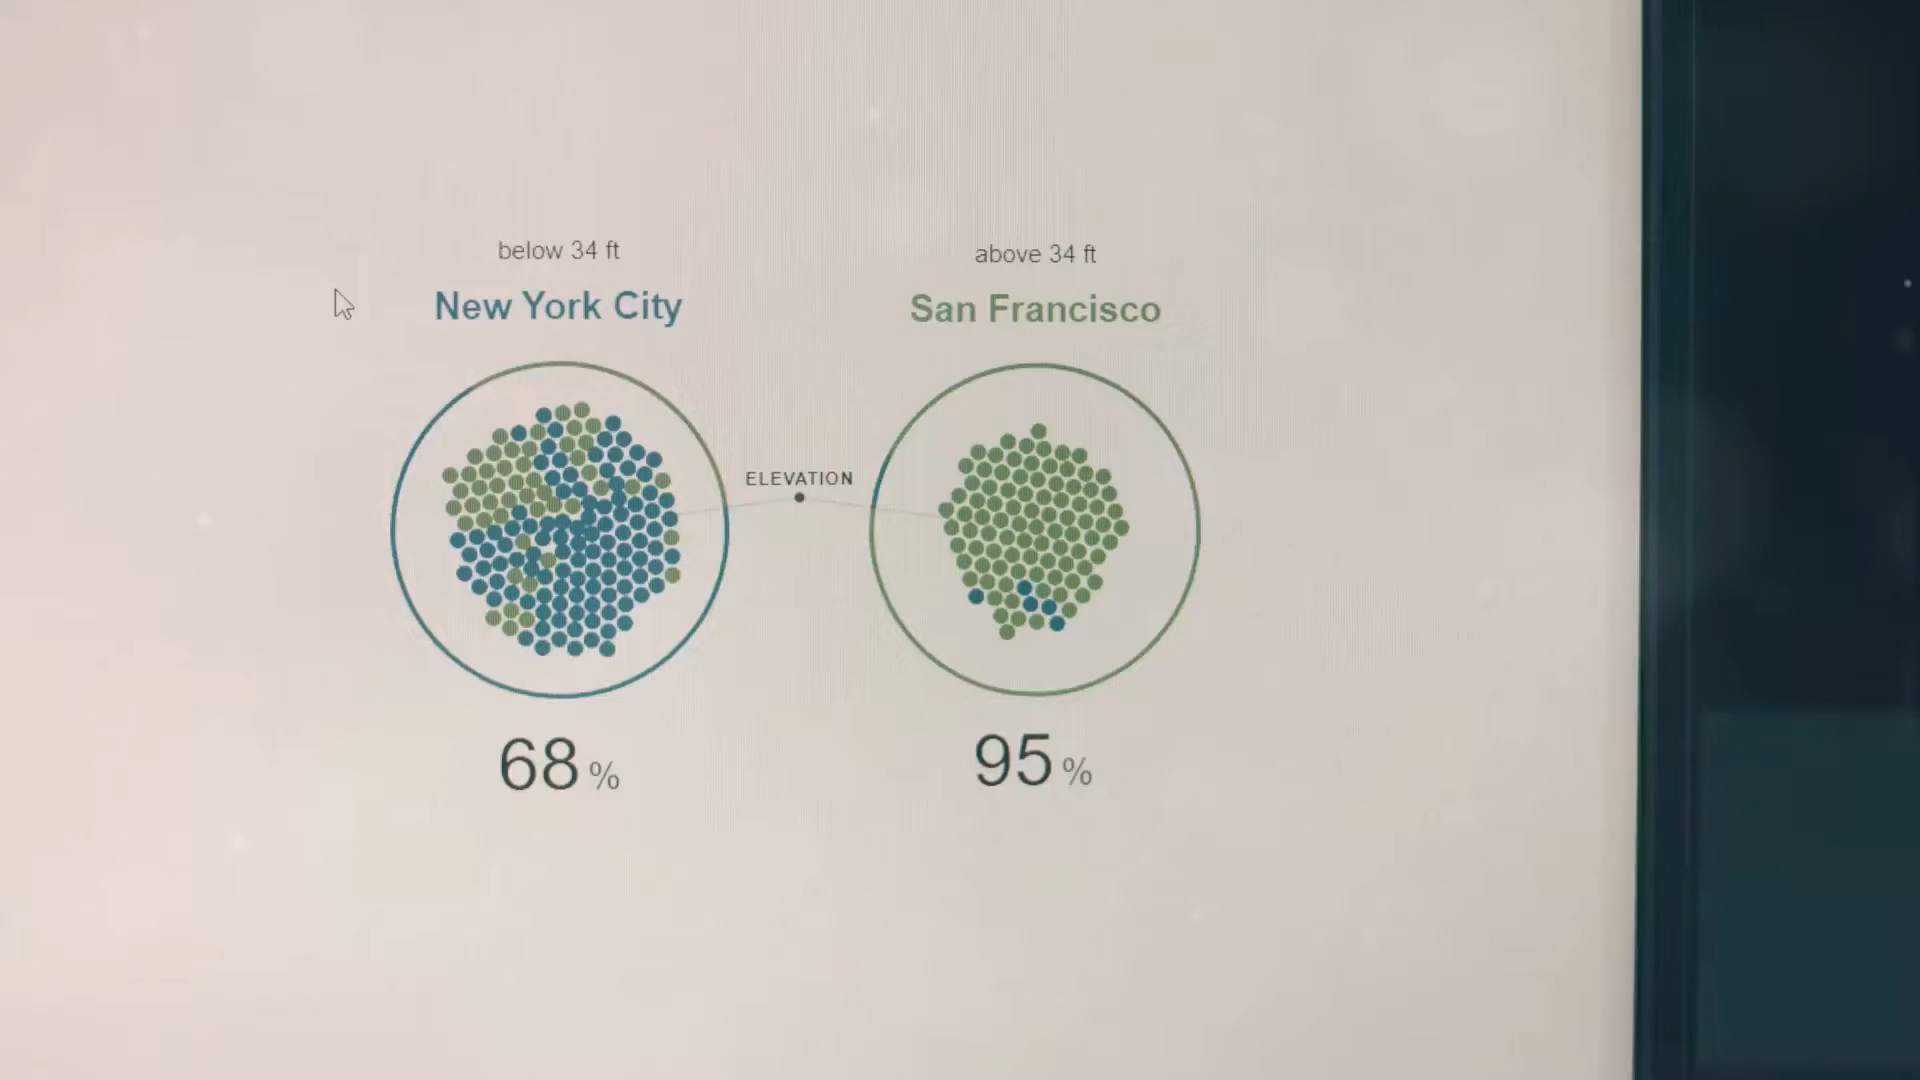 below 34 ft
New York City
68 %
above 34 ft
San Francisco
95 %
ELEVATION